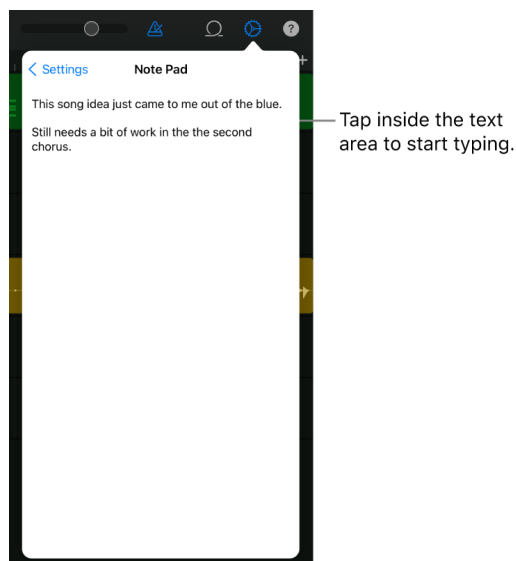 ?
Settings
Note Pad
This song idea just came to me out of the blue.
Still needs a bit of work in the the second
chorus.
Tap inside the text
area to start typing.